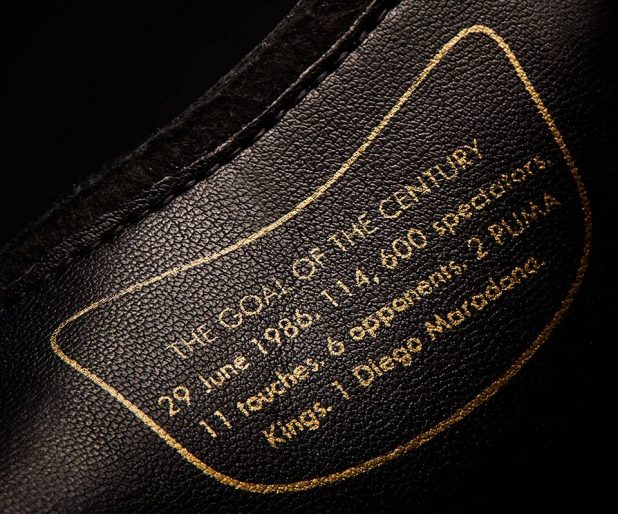 THE GOAL OF THE CENTURY
29 June 1986. 114, 600 spectators.
11 touches. 6 opponents. 2 PUMA
Kings. 1 Diego Maradona.